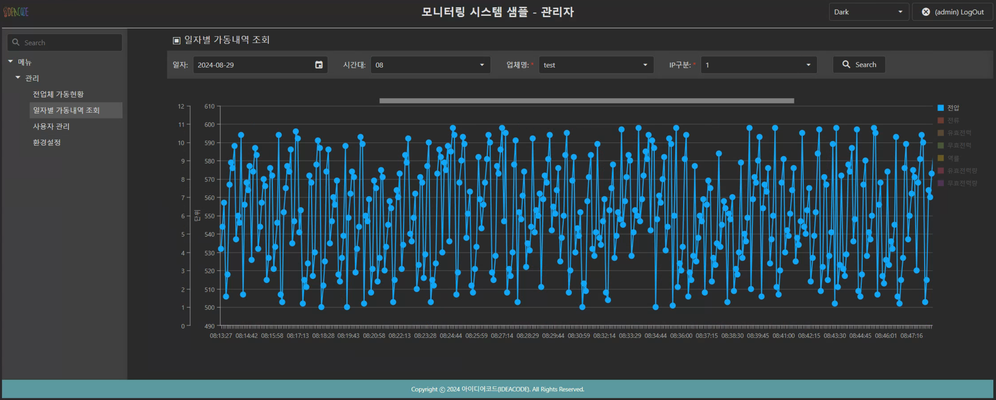 IDEACODE
모니터링 시스템 샘플 - 관리자
Dark
(admin) LogOut
Search
메뉴
관리
전업체 가동현황
일자별 가동내역 조회
사용자 관리
환경설정
일자별 가동내역 조회
일자: 2024-08-29 시간대: 08 업체명: * test IP구분: * 1 Search
전압
전류
유효전력
무효전력
역률
유효전력량
무효전력량
단위
12 11 10 9 8 7 6 5 4 3 2 1 0
610 600 590 580 570 560 550 540 530 520 510 500 490
08:13:27 08:14:42 08:15:58 08:17:13 08:18:28 08:19:43 08:20:58 08:22:13 08:23:28 08:24:43 08:25:59 08:27:14 08:28:29 08:29:44 08:30:59 08:32:14 08:33:29 08:34:44 08:36:00 08:37:15 08:38:30 08:39:45 08:41:00 08:42:15 08:43:30 08:44:45 08:46:01 08:47:16
Copyright ⓒ 2024 아이디어코드(IDEACODE). All Rights Reserved.